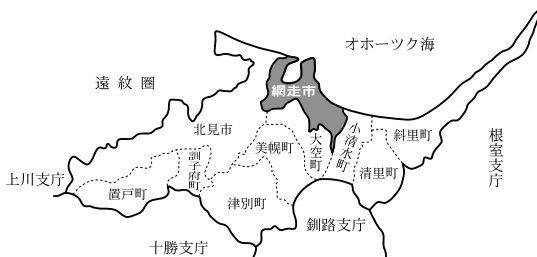 オホーツク海
遠紋圏
網走市
北見市
美幌町
大空町
小清水町
斜里町
根室支庁
訓子府町
清里町
上川支庁
置戸町
津別町
釧路支庁
十勝支庁